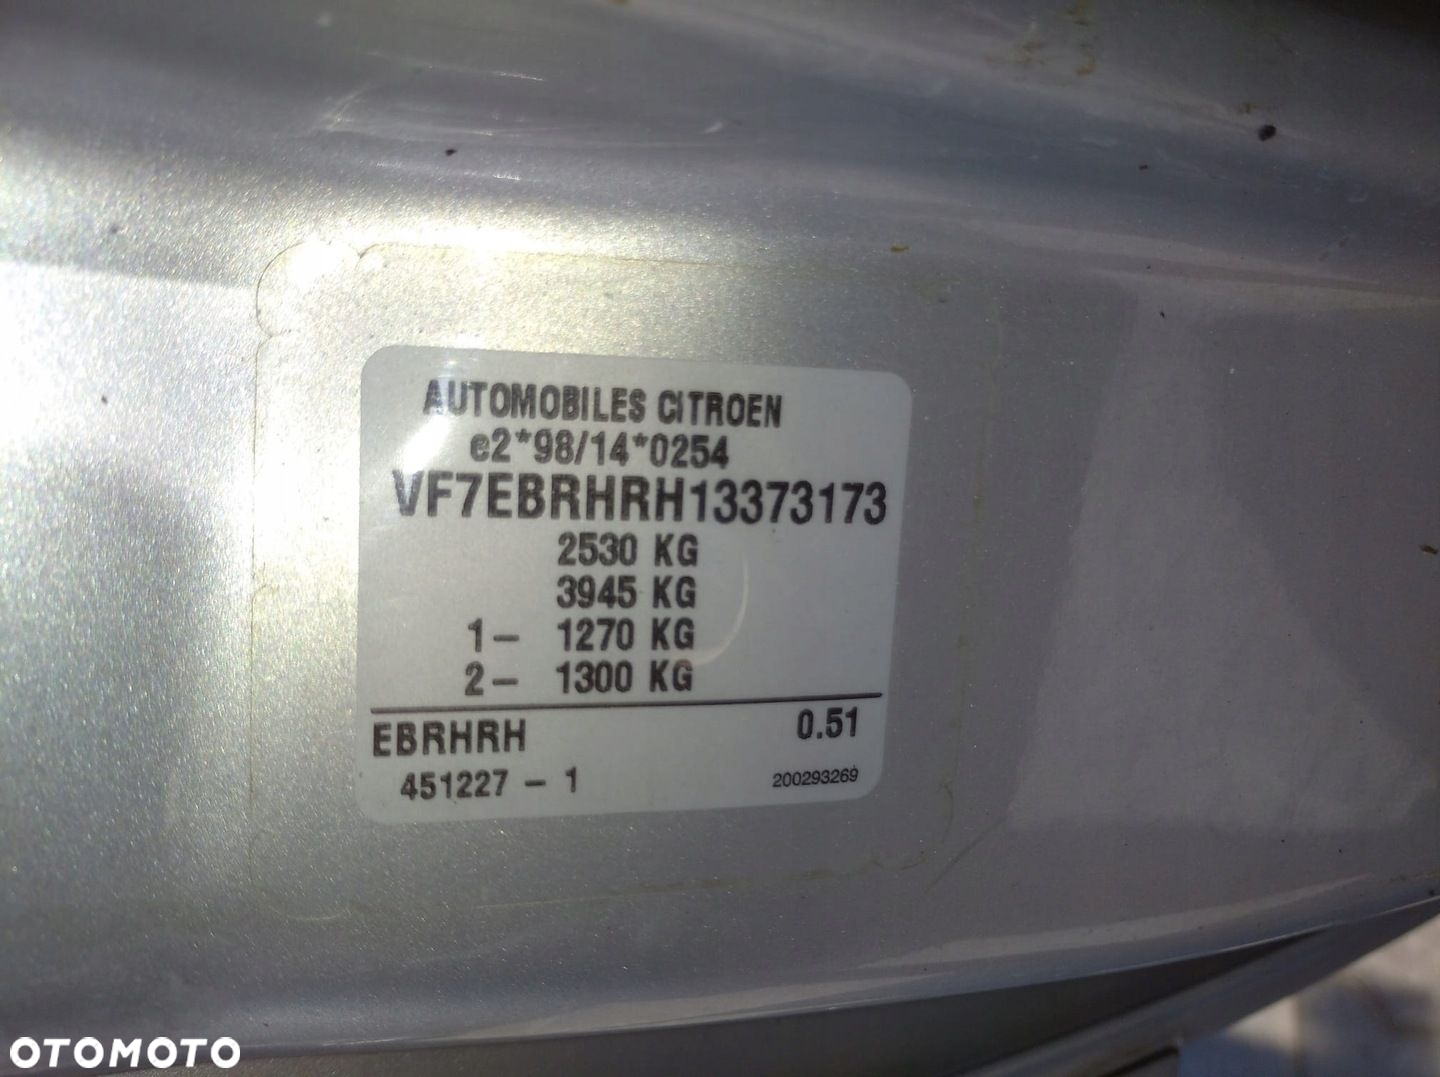 AUTOMOBILES CITROEN
e2*98/14*0254
VF7EBRHRH13373173
2530 KG
3945 KG
1- 1270 KG
2- 1300 KG
EBRHRH 0.51
451227 - 1 200293269
OTOMOTO